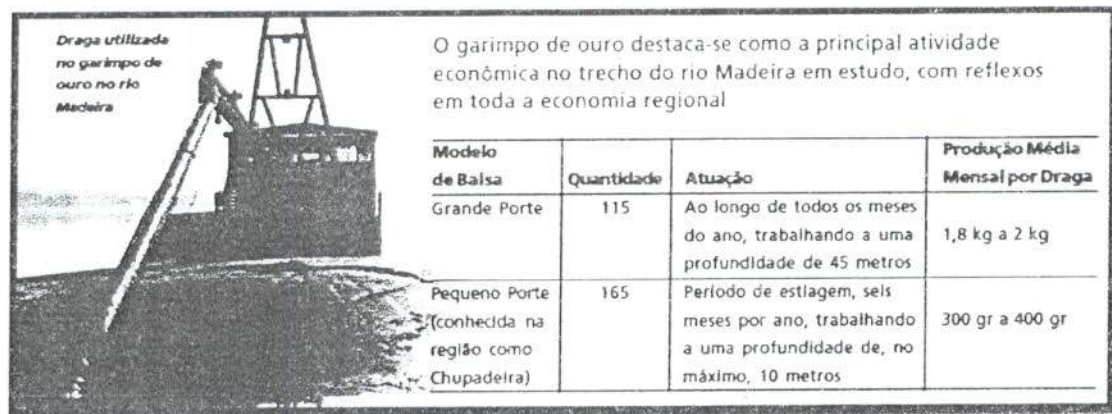 Draga utilizada
no garimpo de
ouro no rio
Madeira
O garimpo de ouro destaca-se como a principal atividade
econômica no trecho do rio Madeira em estudo, com reflexos
em toda a economia regional
Modelo
de Balsa
Quantidade
Atuação
Produção Média
Mensal por Draga
Grande Porte
115
Ao longo de todos os meses
do ano, trabalhando a uma
profundidade de 45 metros
1,8 kg a 2 kg
Pequeno Porte
(conhecida na
região como
Chupadeira)
165
Período de estiagem, seis
meses por ano, trabalhando
a uma profundidade de, no
máximo, 10 metros
300 gr a 400 gr